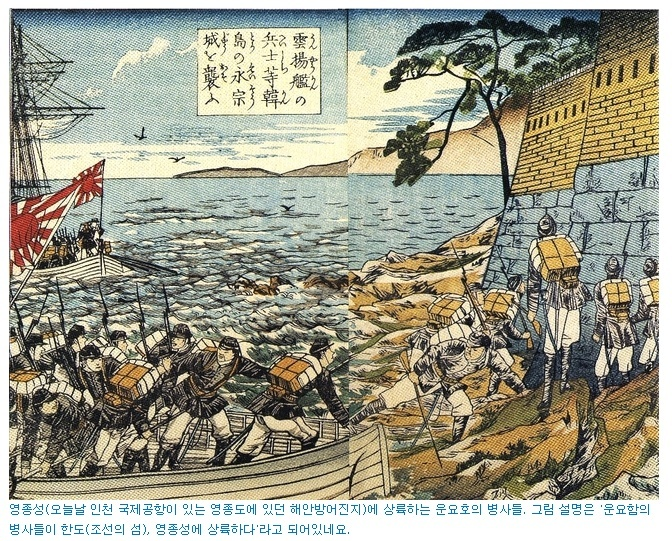 雲揚艦の
兵士等韓
島の永宗
城を襲ふ
영종성(오늘날 인천 국제공항이 있는 영종도에 있던 해안방어진지)에 상륙하는 운요호의 병사들. 그림 설명은 '운요함의
병사들이 한도(조선의 섬), 영종성에 상륙하다'라고 되어있네요.